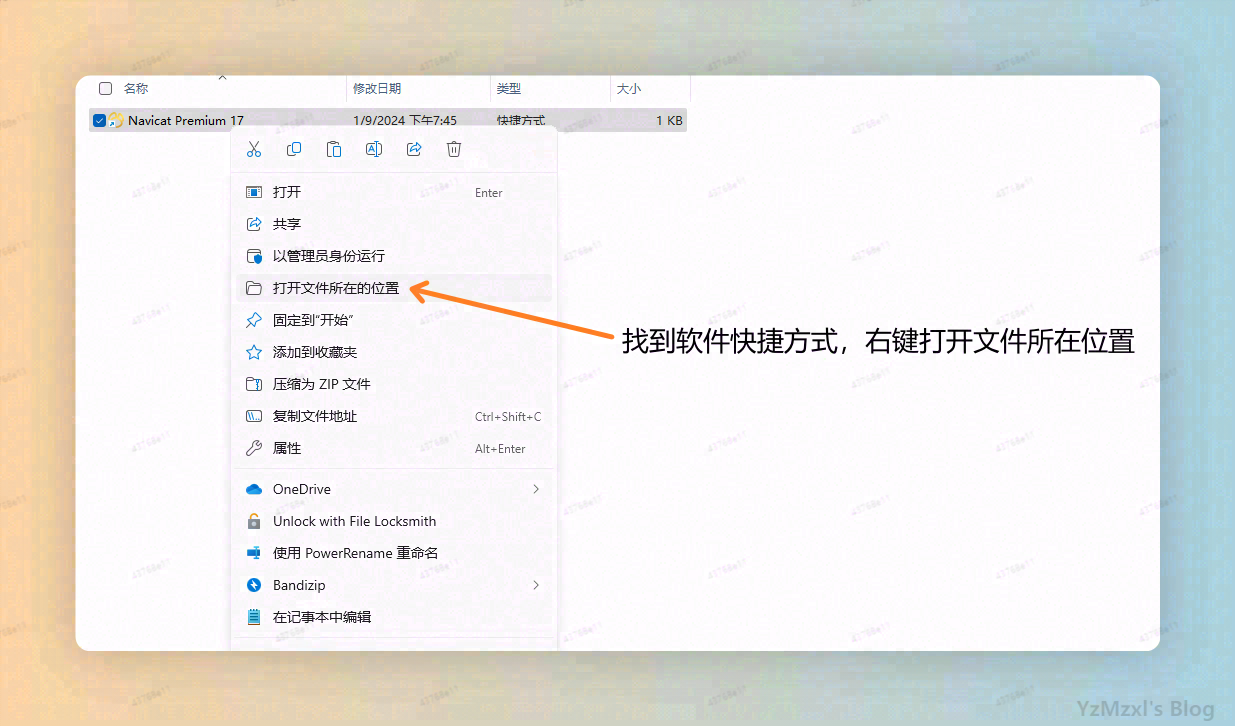 名称 修改日期 类型 大小
Navicat Premium 17 1/9/2024 下午7:45 快捷方式 1 KB
打开 Enter
共享
以管理员身份运行
打开文件所在的位置
固定到"开始"
找到软件快捷方式，右键打开文件所在位置
添加到收藏夹
压缩为 ZIP 文件
复制文件地址 Ctrl+Shift+C
属性 Alt+Enter
OneDrive
Unlock with File Locksmith
使用 PowerRename 重命名
Bandizip
在记事本中编辑
YzMzxl's Blog